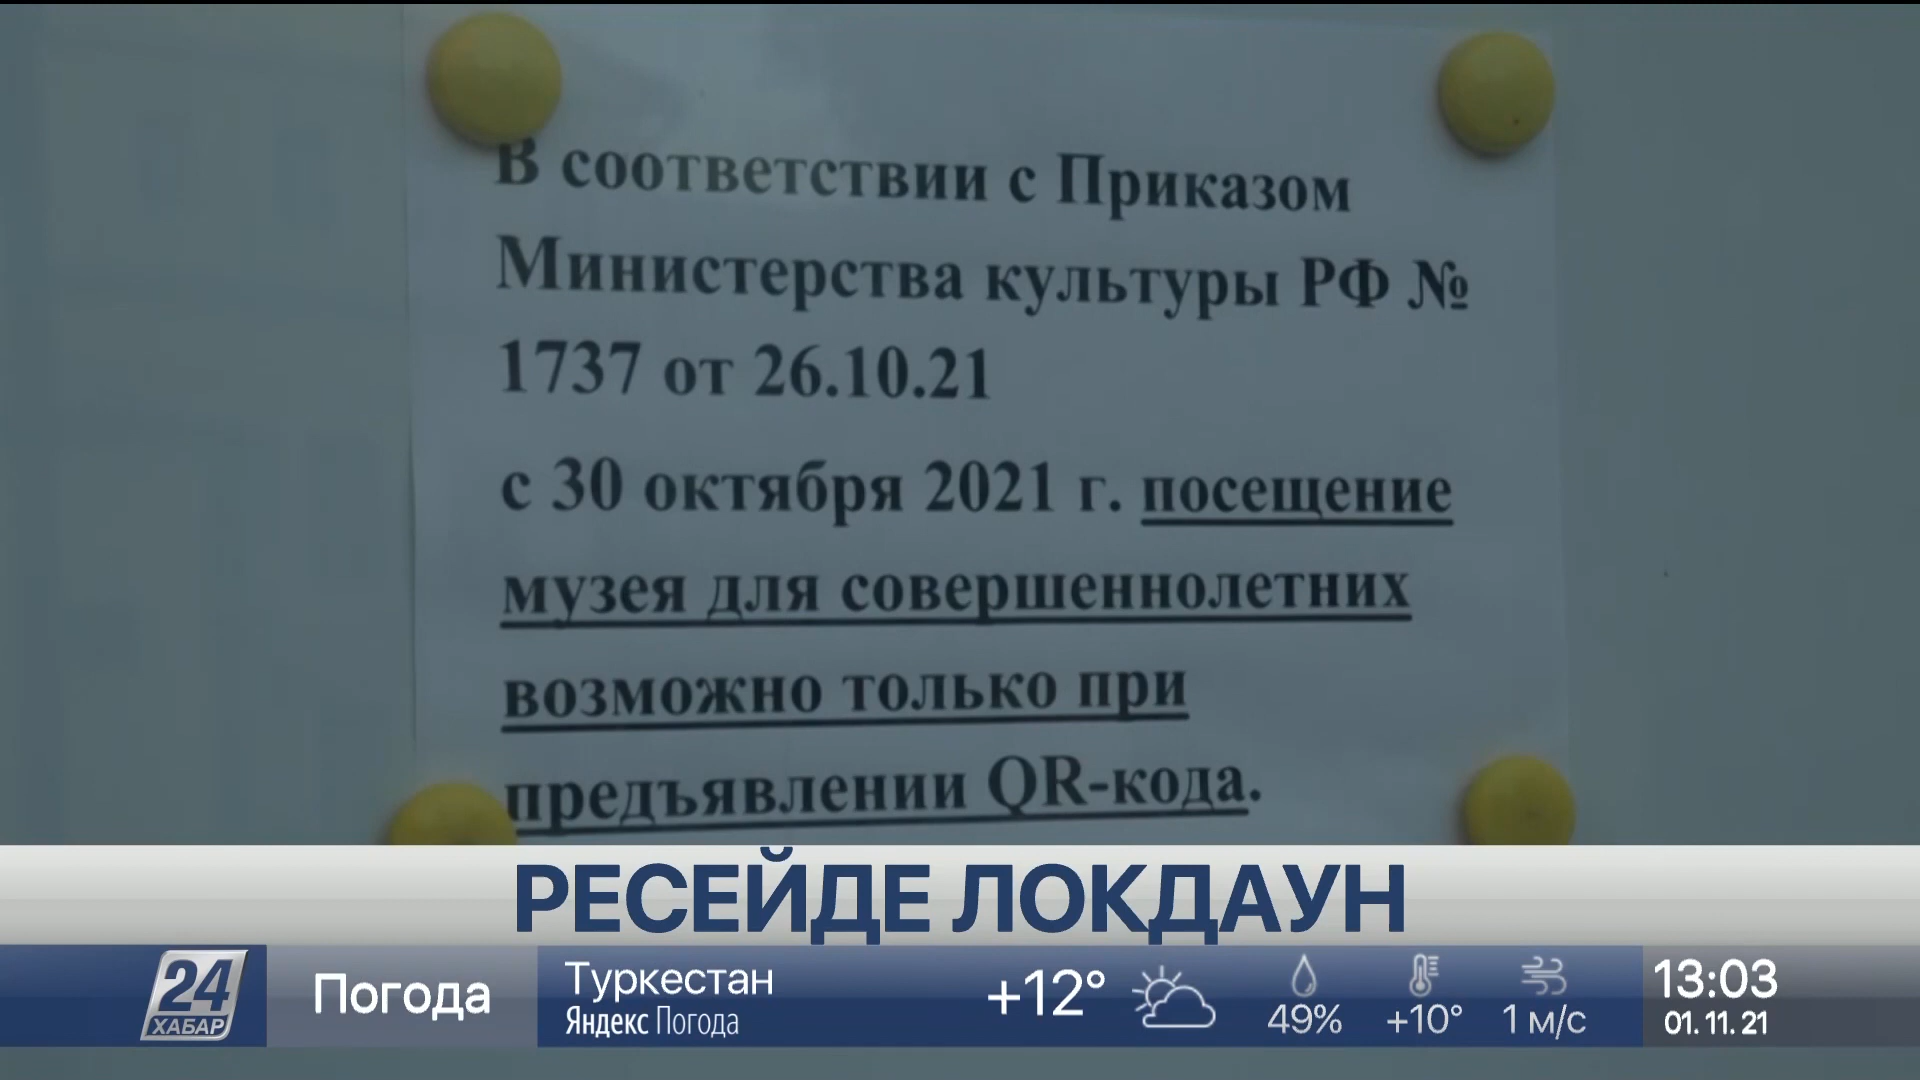 В соответствии с Приказом
Министерства культуры РФ №
1737 от 26.10.21
с 30 октября 2021 г. посещение
музея для совершеннолетних
возможно только при
предъявлении QR-кода.
РЕСЕЙДЕ ЛОКДАУН
24
ХАБАР
Погода
Туркестан
Яндекс Погода
+12°
49%
+10°
1 м/с
13:03
01.11.21